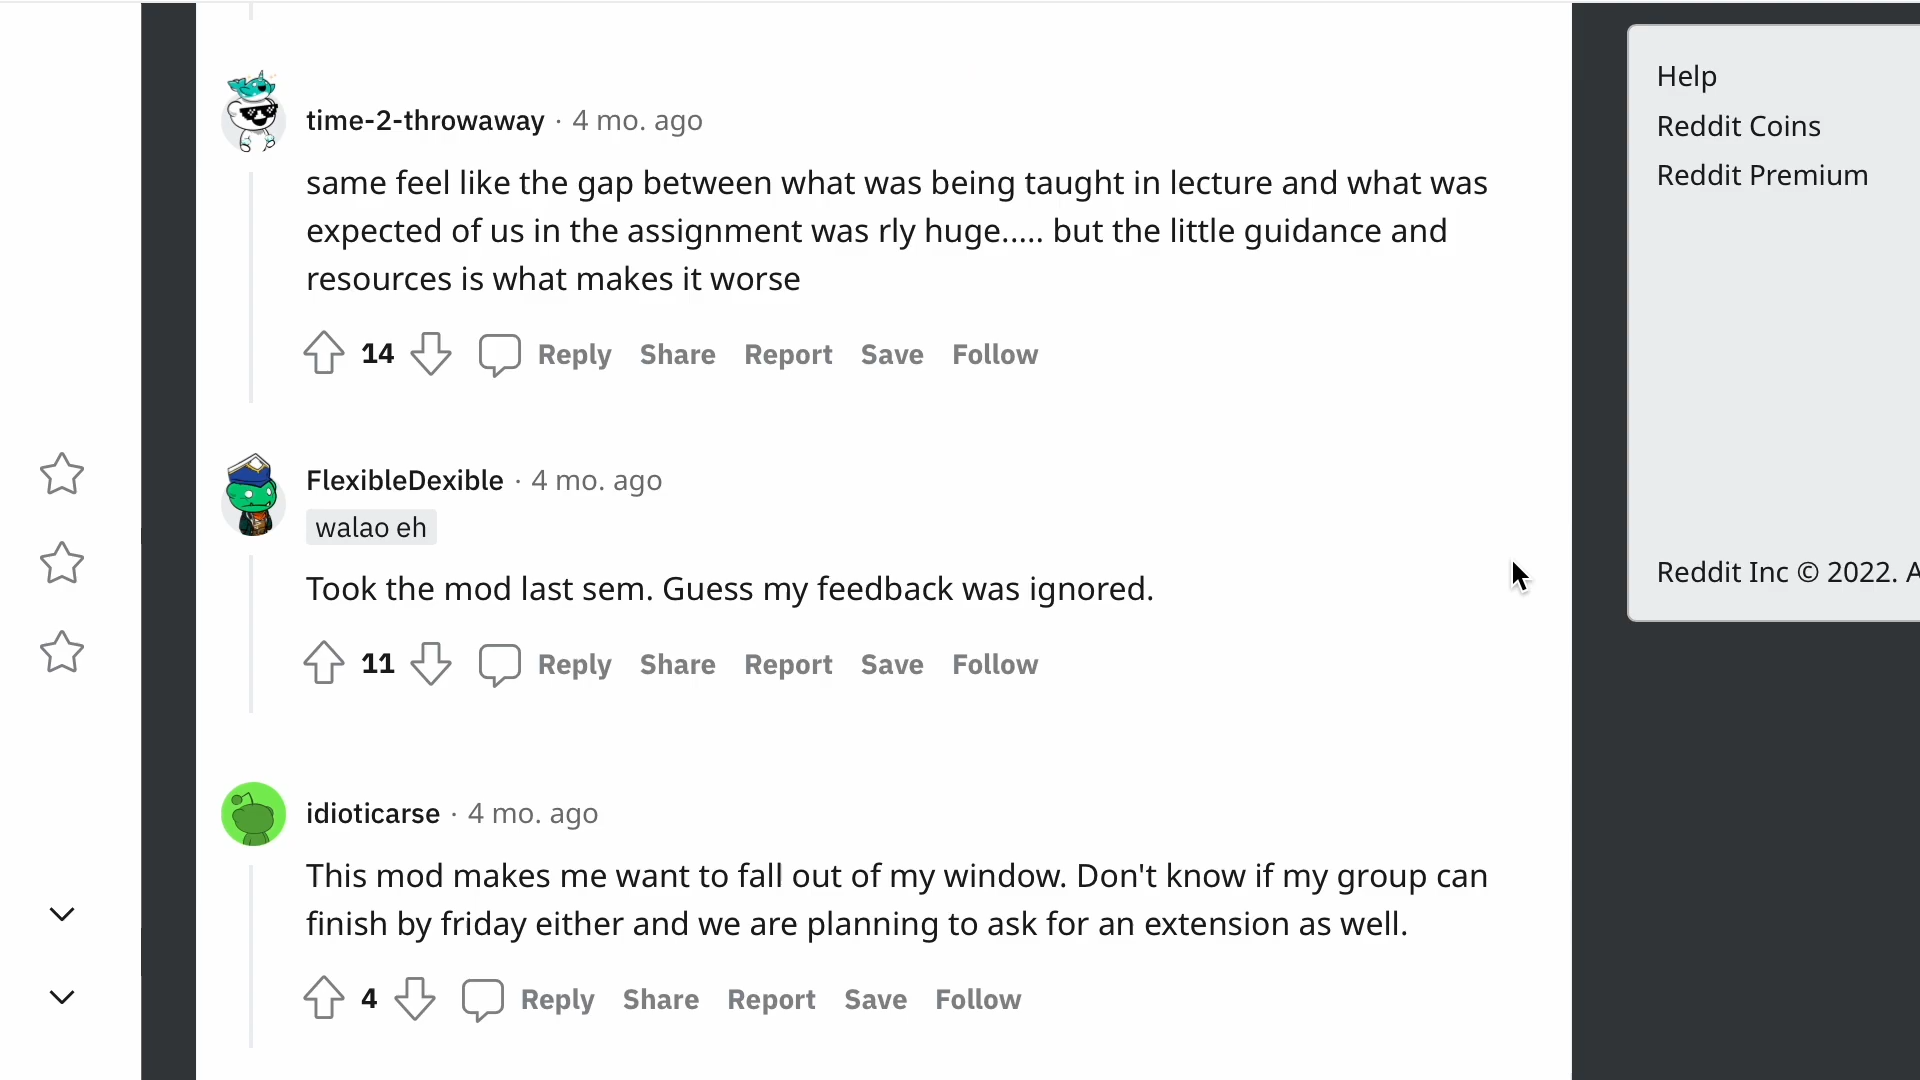 time-2-throwaway · 4 mo. ago
same feel like the gap between what was being taught in lecture and what was
expected of us in the assignment was rly huge..... but the little guidance and
resources is what makes it worse
14 Reply Share Report Save Follow
FlexibleDexible · 4 mo. ago
walao eh
Took the mod last sem. Guess my feedback was ignored.
11 Reply Share Report Save Follow
idioticarse · 4 mo. ago
This mod makes me want to fall out of my window. Don't know if my group can
finish by friday either and we are planning to ask for an extension as well.
4 Reply Share Report Save Follow
Help
Reddit Coins
Reddit Premium
Reddit Inc © 2022. A